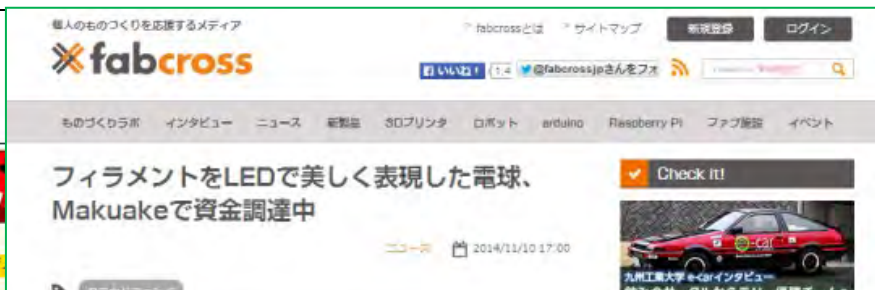 個人のものづくりを応援するメディア
fabcrossとは サイトマップ 新規登録 ログイン
fabcross
いいね! 1.4 @fabcrossjpさんをフォ
ものづくりラボ インタビュー ニュース 新製品 3Dプリンタ ロボット arduino Raspberry Pi ファブ施設 イベント
フィラメントをLEDで美しく表現した電球、
Makuakeで資金調達中
ニュース 2014/11/10 17:00
Check it!
e-car
九州工業大学 e-carインタビュー